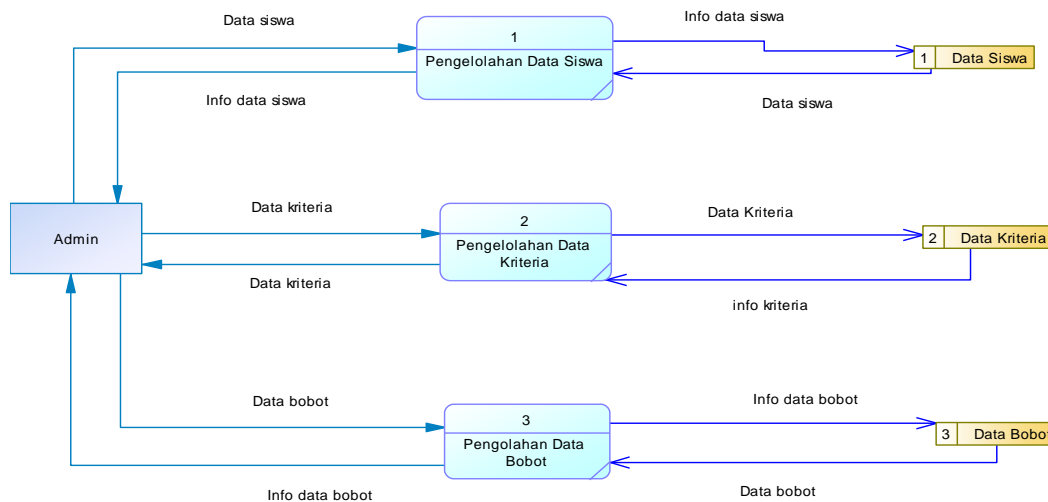 Data siswa
Info data siswa
1
Pengelolahan Data Siswa
1 Data Siswa
Info data siswa
Data siswa
Admin
Data kriteria
2
Pengelolahan Data
Kriteria
Data Kriteria
2 Data Kriteria
Data kriteria
info kriteria
Data bobot
3
Pengolahan Data
Bobot
Info data bobot
3 Data Bobot
Info data bobot
Data bobot